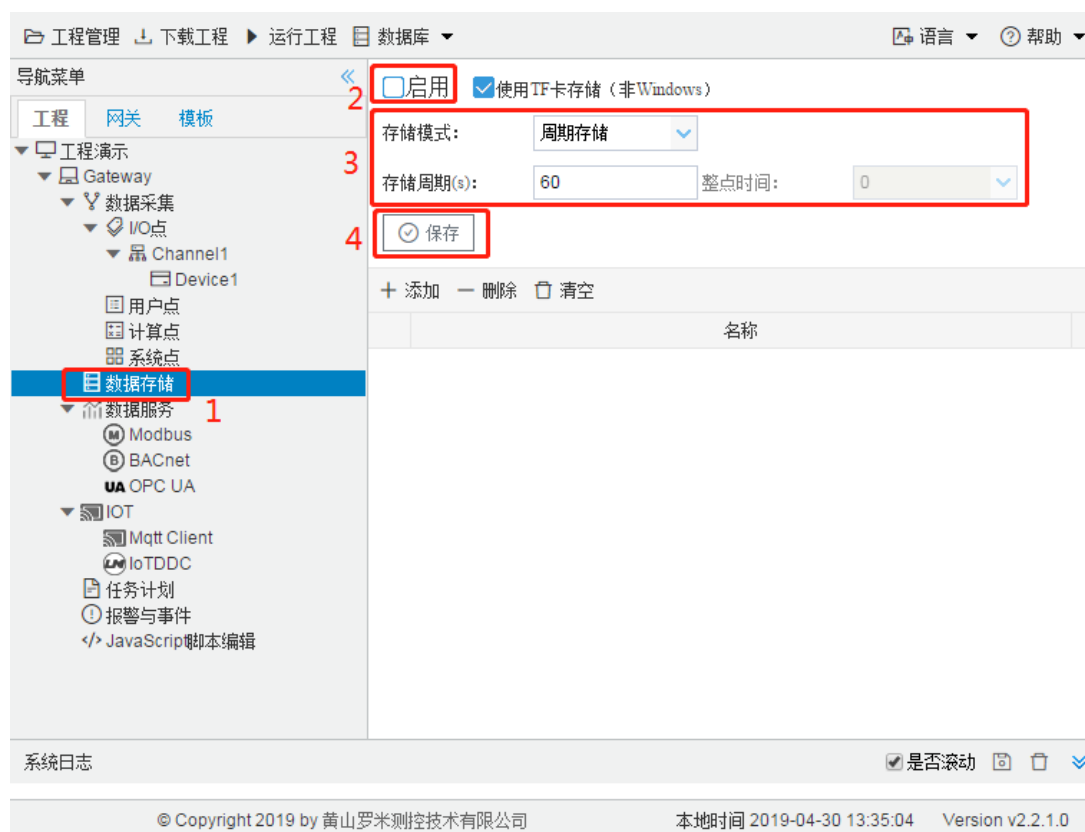 工程管理 下载工程 运行工程 数据库 语言 帮助
导航菜单
工程 网关 模板
工程演示
Gateway
数据采集
I/O点
Channel1
Device1
用户点
计算点
系统点
数据存储
1
数据服务
Modbus
BACnet
UA OPC UA
IOT
Mqtt Client
IoTDDC
任务计划
报警与事件
JavaScript脚本编辑
2 启用 使用TF卡存储（非Windows）
3
存储模式： 周期存储
存储周期(s)： 60 整点时间： 0
4 保存
添加 删除 清空
名称
系统日志 是否滚动
© Copyright 2019 by 黄山罗米测控技术有限公司 本地时间 2019-04-30 13:35:04 Version v2.2.1.0